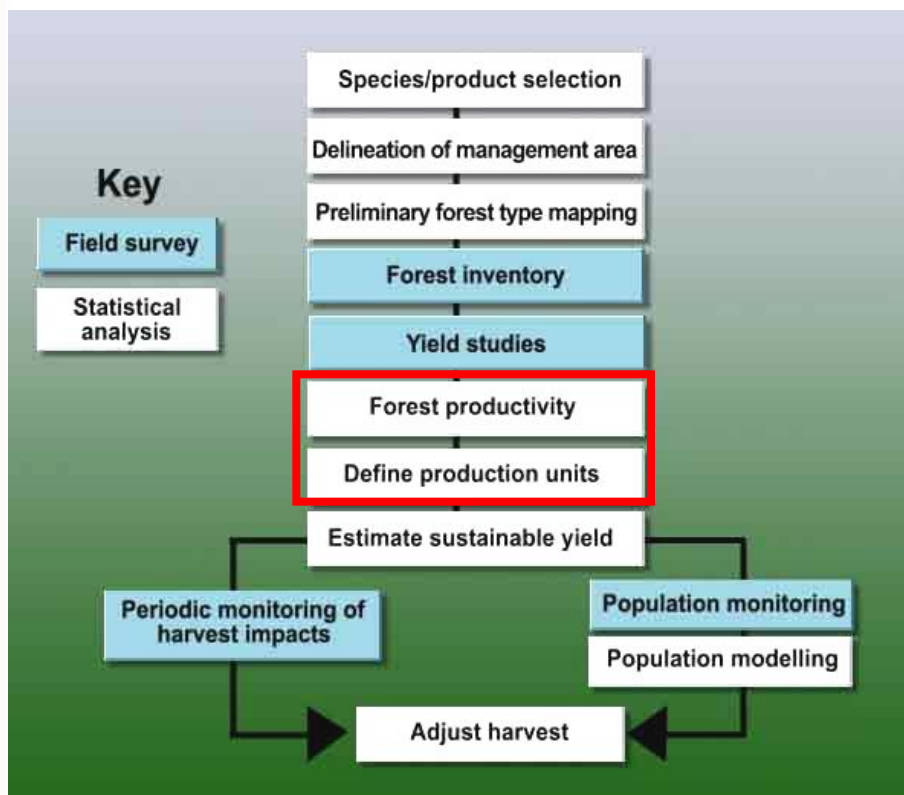 Species/product selection
Delineation of management area
Preliminary forest type mapping
Key
Field survey
Statistical
analysis
Forest inventory
Yield studies
Forest productivity
Define production units
Estimate sustainable yield
Periodic monitoring of
harvest impacts
Population monitoring
Population modelling
Adjust harvest